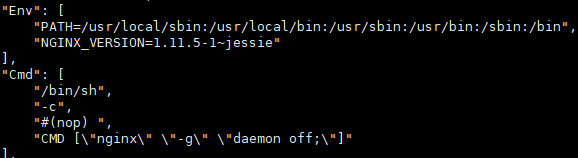 "Env": [
"PATH=/usr/local/sbin:/usr/local/bin:/usr/sbin:/usr/bin:/sbin:/bin",
"NGINX_VERSION=1.11.5-1~jessie"
],
"Cmd": [
"/bin/sh",
"-c",
"#(nop) ",
"CMD [\"nginx\" \"-g\" \"daemon off;\"]"
],